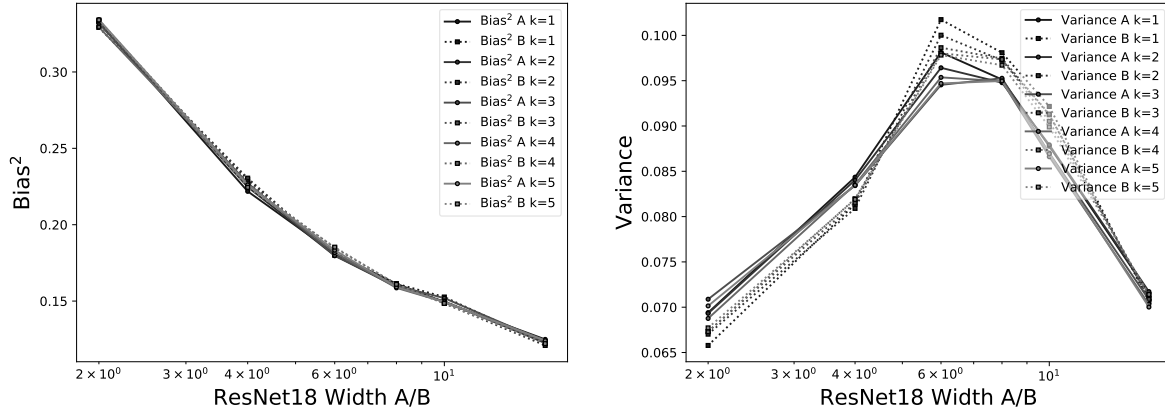 Bias² A k=1
Bias² B k=1
Bias² A k=2
Bias² B k=2
Bias² A k=3
Bias² B k=3
Bias² A k=4
Bias² B k=4
Bias² A k=5
Bias² B k=5
0.30
0.25
0.20
0.15
Bias²
2 × 10⁰
3 × 10⁰
4 × 10⁰
6 × 10⁰
10¹
ResNet18 Width A/B
Variance A k=1
Variance B k=1
Variance A k=2
Variance B k=2
Variance A k=3
Variance B k=3
Variance A k=4
Variance B k=4
Variance A k=5
Variance B k=5
0.100
0.095
0.090
0.085
0.080
0.075
0.070
0.065
Variance
2 × 10⁰
3 × 10⁰
4 × 10⁰
6 × 10⁰
10¹
ResNet18 Width A/B